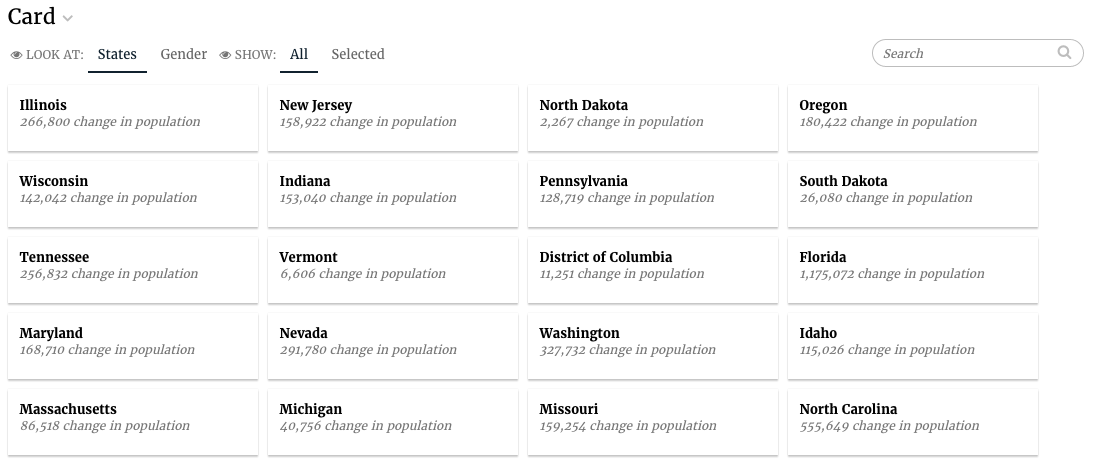 Card
LOOK AT: States Gender SHOW: All Selected Search
Illinois
266,800 change in population
New Jersey
158,922 change in population
North Dakota
2,267 change in population
Oregon
180,422 change in population
Wisconsin
142,042 change in population
Indiana
153,040 change in population
Pennsylvania
128,719 change in population
South Dakota
26,080 change in population
Tennessee
256,832 change in population
Vermont
6,606 change in population
District of Columbia
11,251 change in population
Florida
1,175,072 change in population
Maryland
168,710 change in population
Nevada
291,780 change in population
Washington
327,732 change in population
Idaho
115,026 change in population
Massachusetts
86,518 change in population
Michigan
40,756 change in population
Missouri
159,254 change in population
North Carolina
555,649 change in population